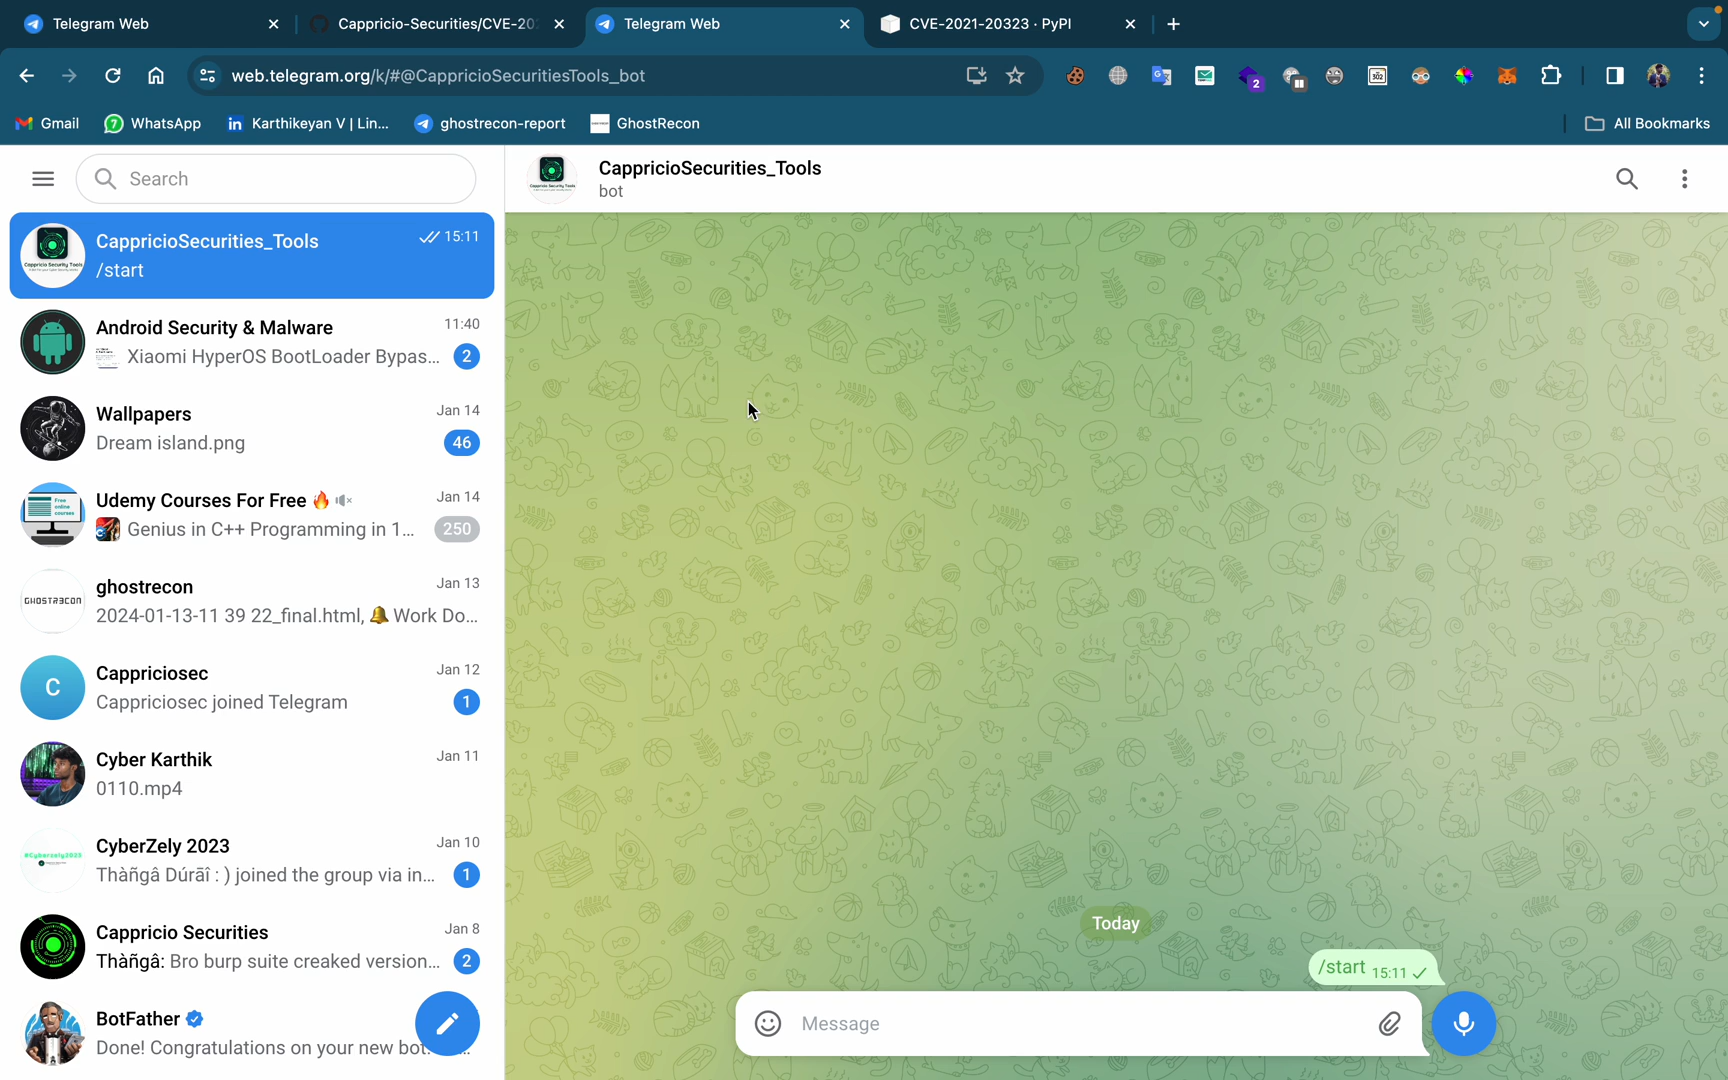 Telegram Web
Cappricio-Securities/CVE-20
Telegram Web
CVE-2021-20323 · PyPI
web.telegram.org/k/#@CappricioSecuritiesTools_bot
2
302
Gmail
7 WhatsApp
Karthikeyan V | Lin...
ghostrecon-report
GhostRecon
All Bookmarks
Search
CappricioSecurities_Tools
bot
CappricioSecurities_Tools
15:11
/start
Android Security & Malware
11:40
Xiaomi HyperOS BootLoader Bypas...
2
Wallpapers
Jan 14
Dream island.png
46
Udemy Courses For Free 🔥
Jan 14
Genius in C++ Programming in 1...
250
ghostrecon
Jan 13
2024-01-13-11 39 22_final.html, 🔔 Work Do...
C
Cappriciosec
Jan 12
Cappriciosec joined Telegram
1
Cyber Karthik
Jan 11
0110.mp4
CyberZely 2023
Jan 10
Thàñgâ Dúrãî : ) joined the group via in...
1
Cappricio Securities
Jan 8
Thàñgâ: Bro burp suite creaked version...
2
BotFather
Done! Congratulations on your new bot.
Today
/start 15:11
Message